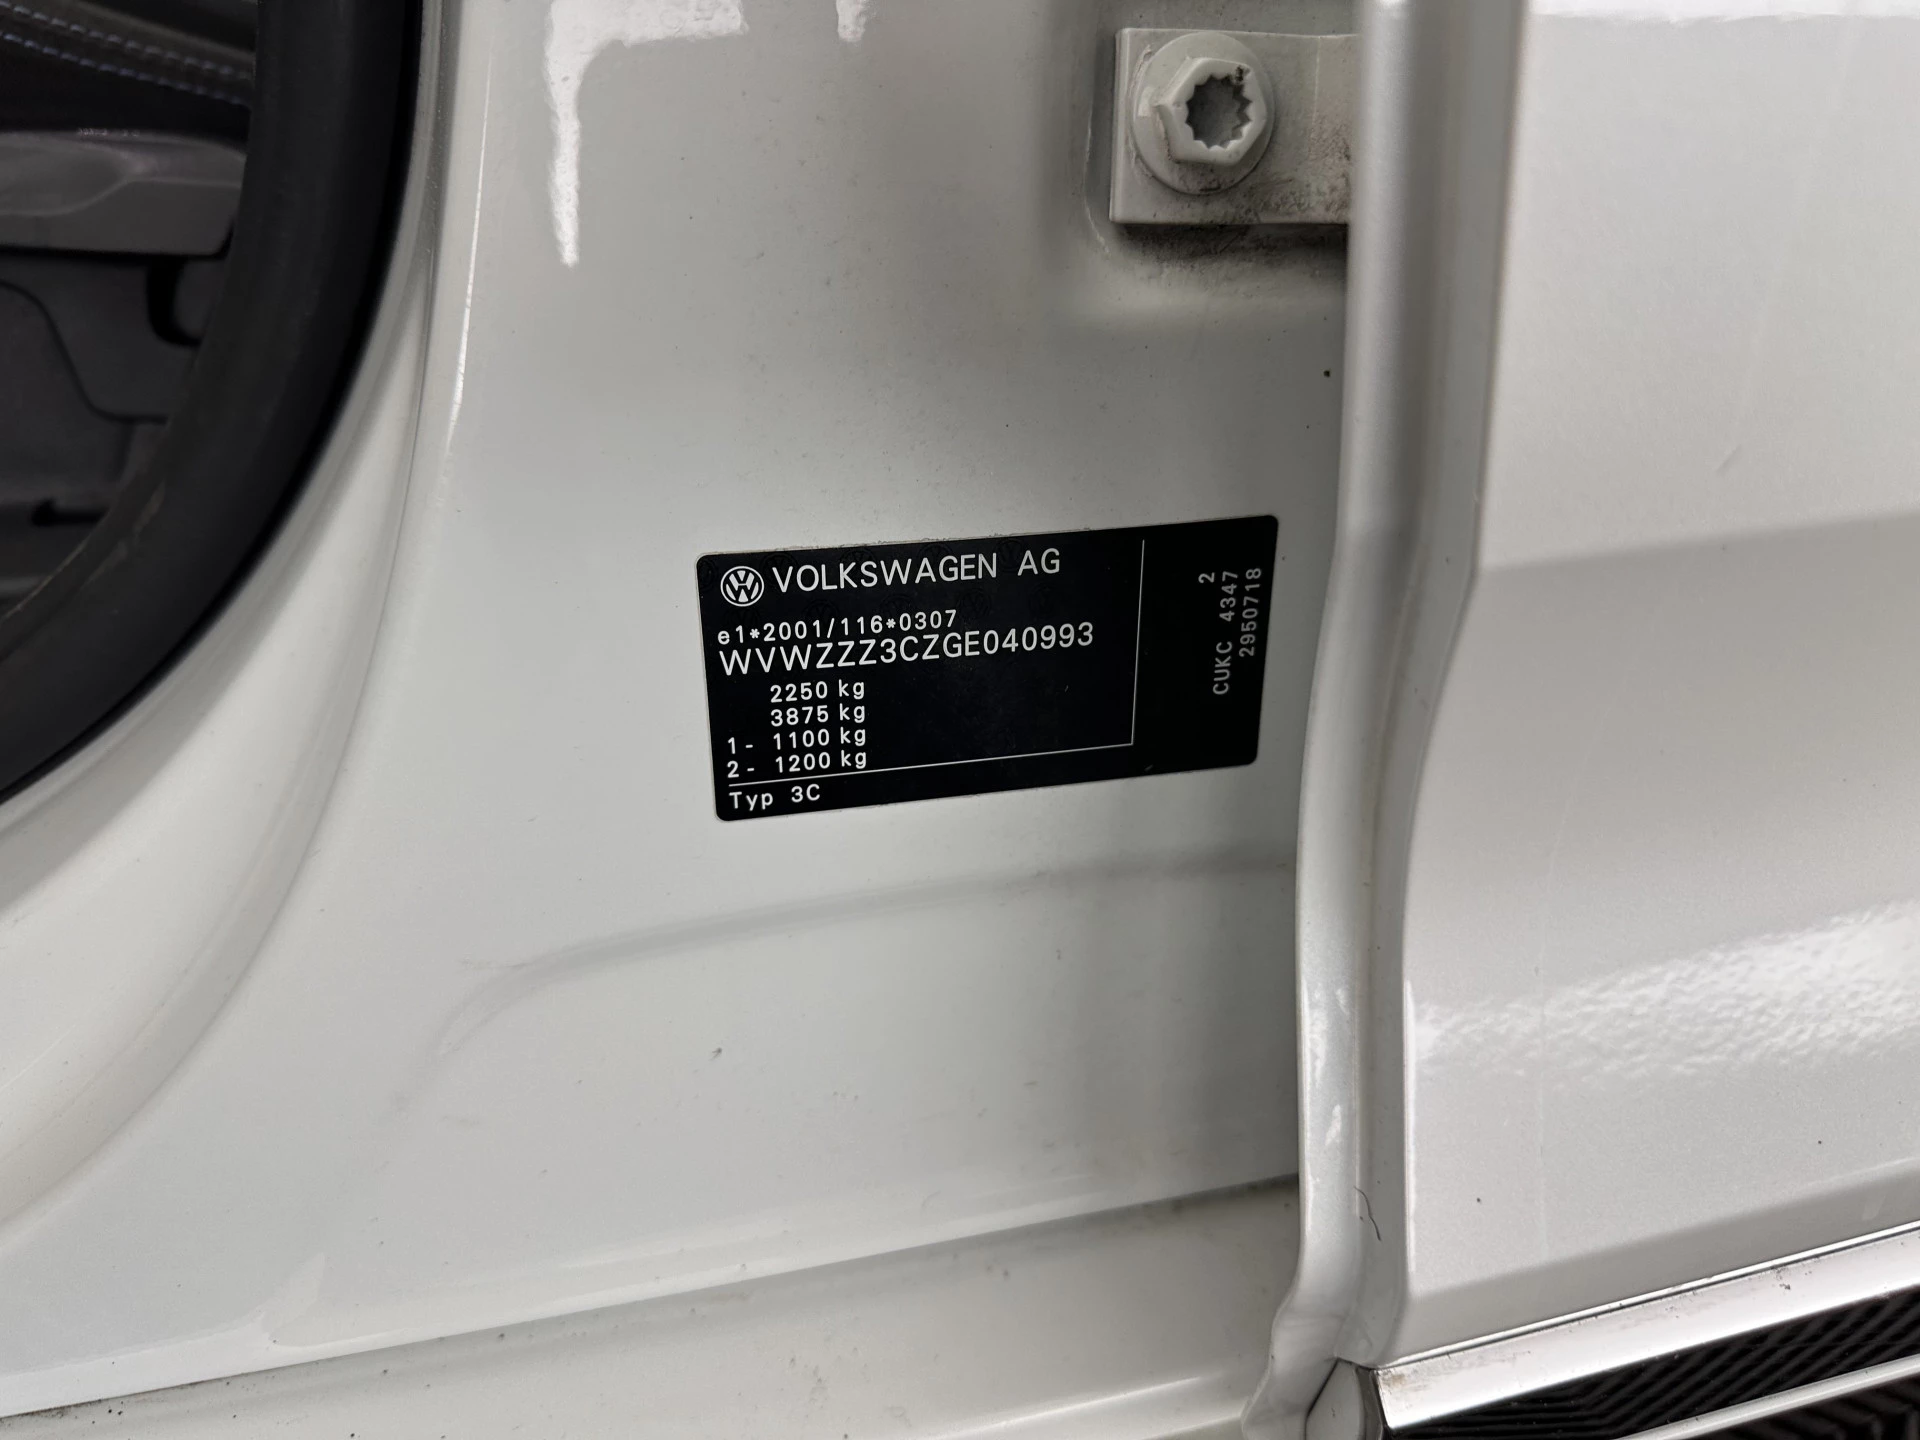 VOLKSWAGEN AG
e1*2001/116*0307
WVWZZZ3CZGE040993
2250 kg
3875 kg
1- 1100 kg
2- 1200 kg
Typ 3C
2
CUKC 4347
2950718